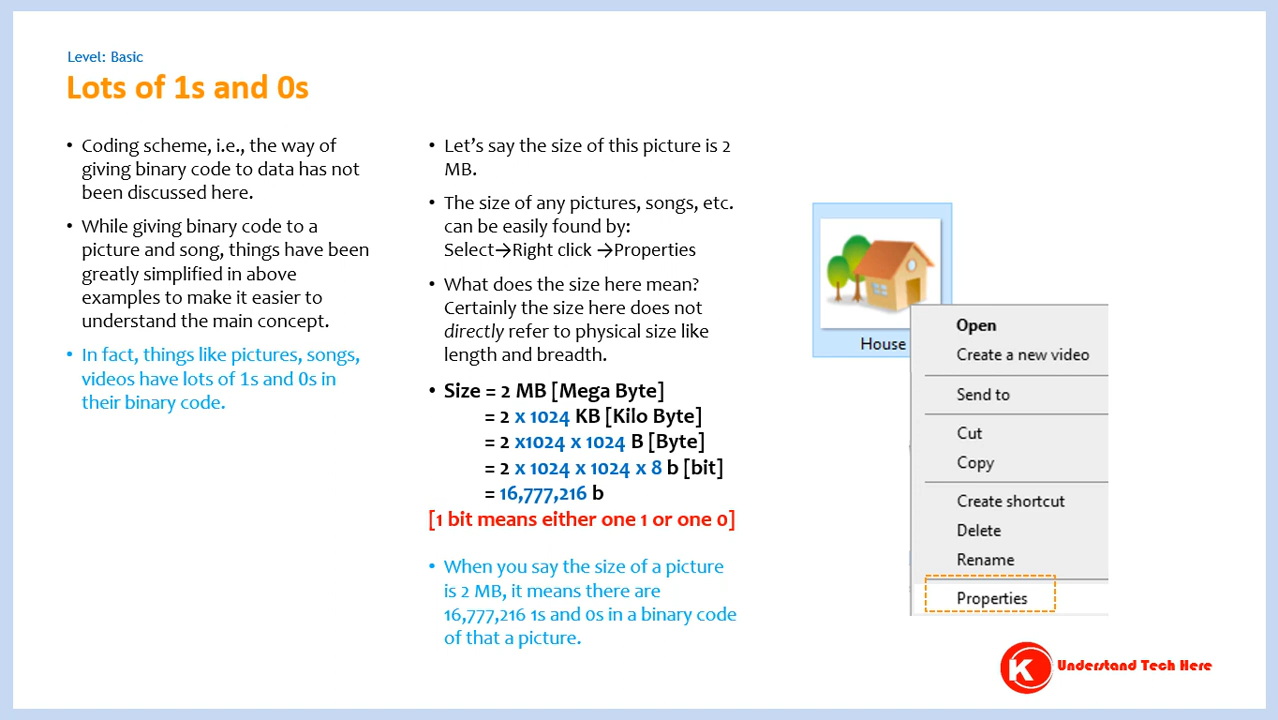 Level: Basic
Lots of 1s and 0s
• Coding scheme, i.e., the way of
giving binary code to data has not
been discussed here.
• While giving binary code to a
picture and song, things have been
greatly simplified in above
examples to make it easier to
understand the main concept.
• In fact, things like pictures, songs,
videos have lots of 1s and 0s in
their binary code.
• Let’s say the size of this picture is 2
MB.
• The size of any pictures, songs, etc.
can be easily found by:
Select→Right click →Properties
• What does the size here mean?
Certainly the size here does not
directly refer to physical size like
length and breadth.
• Size = 2 MB [Mega Byte]
= 2 x 1024 KB [Kilo Byte]
= 2 x1024 x 1024 B [Byte]
= 2 x 1024 x 1024 x 8 b [bit]
= 16,777,216 b
[1 bit means either one 1 or one 0]
• When you say the size of a picture
is 2 MB, it means there are
16,777,216 1s and 0s in a binary code
of that a picture.
House
Open
Create a new video
Send to
Cut
Copy
Create shortcut
Delete
Rename
Properties
K Understand Tech Here